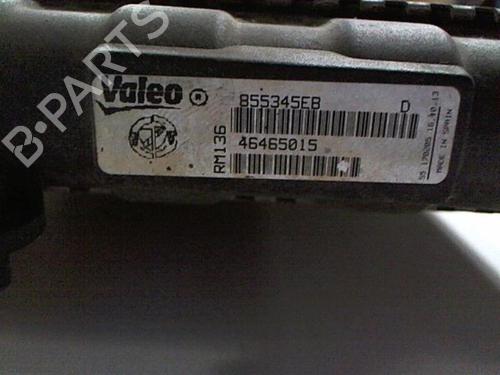 B-PARTS
Valeo ®
855345EB
D
RM136
46465015
MADE IN SPAIN